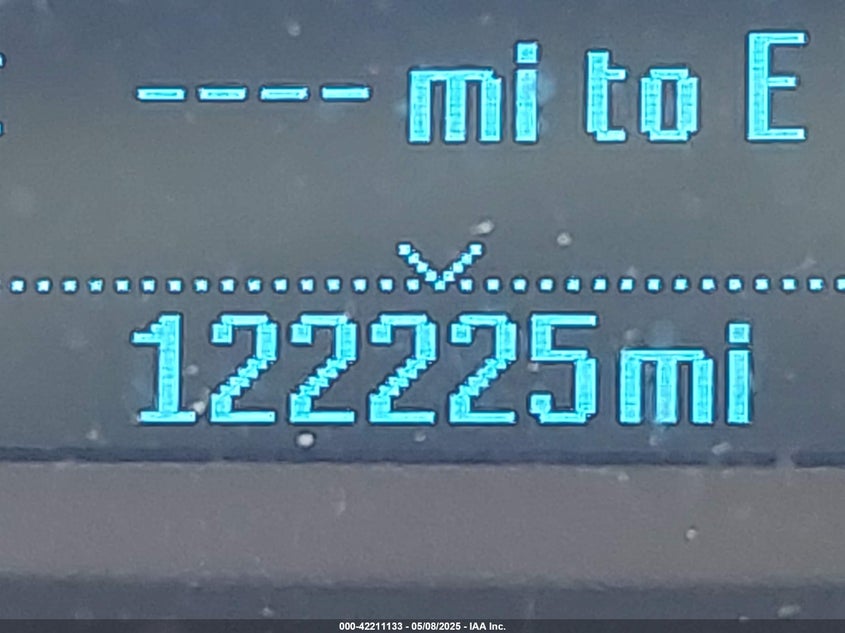 ---- mi to E
122225mi
000-42211133 - 05/08/2025 - IAA Inc.